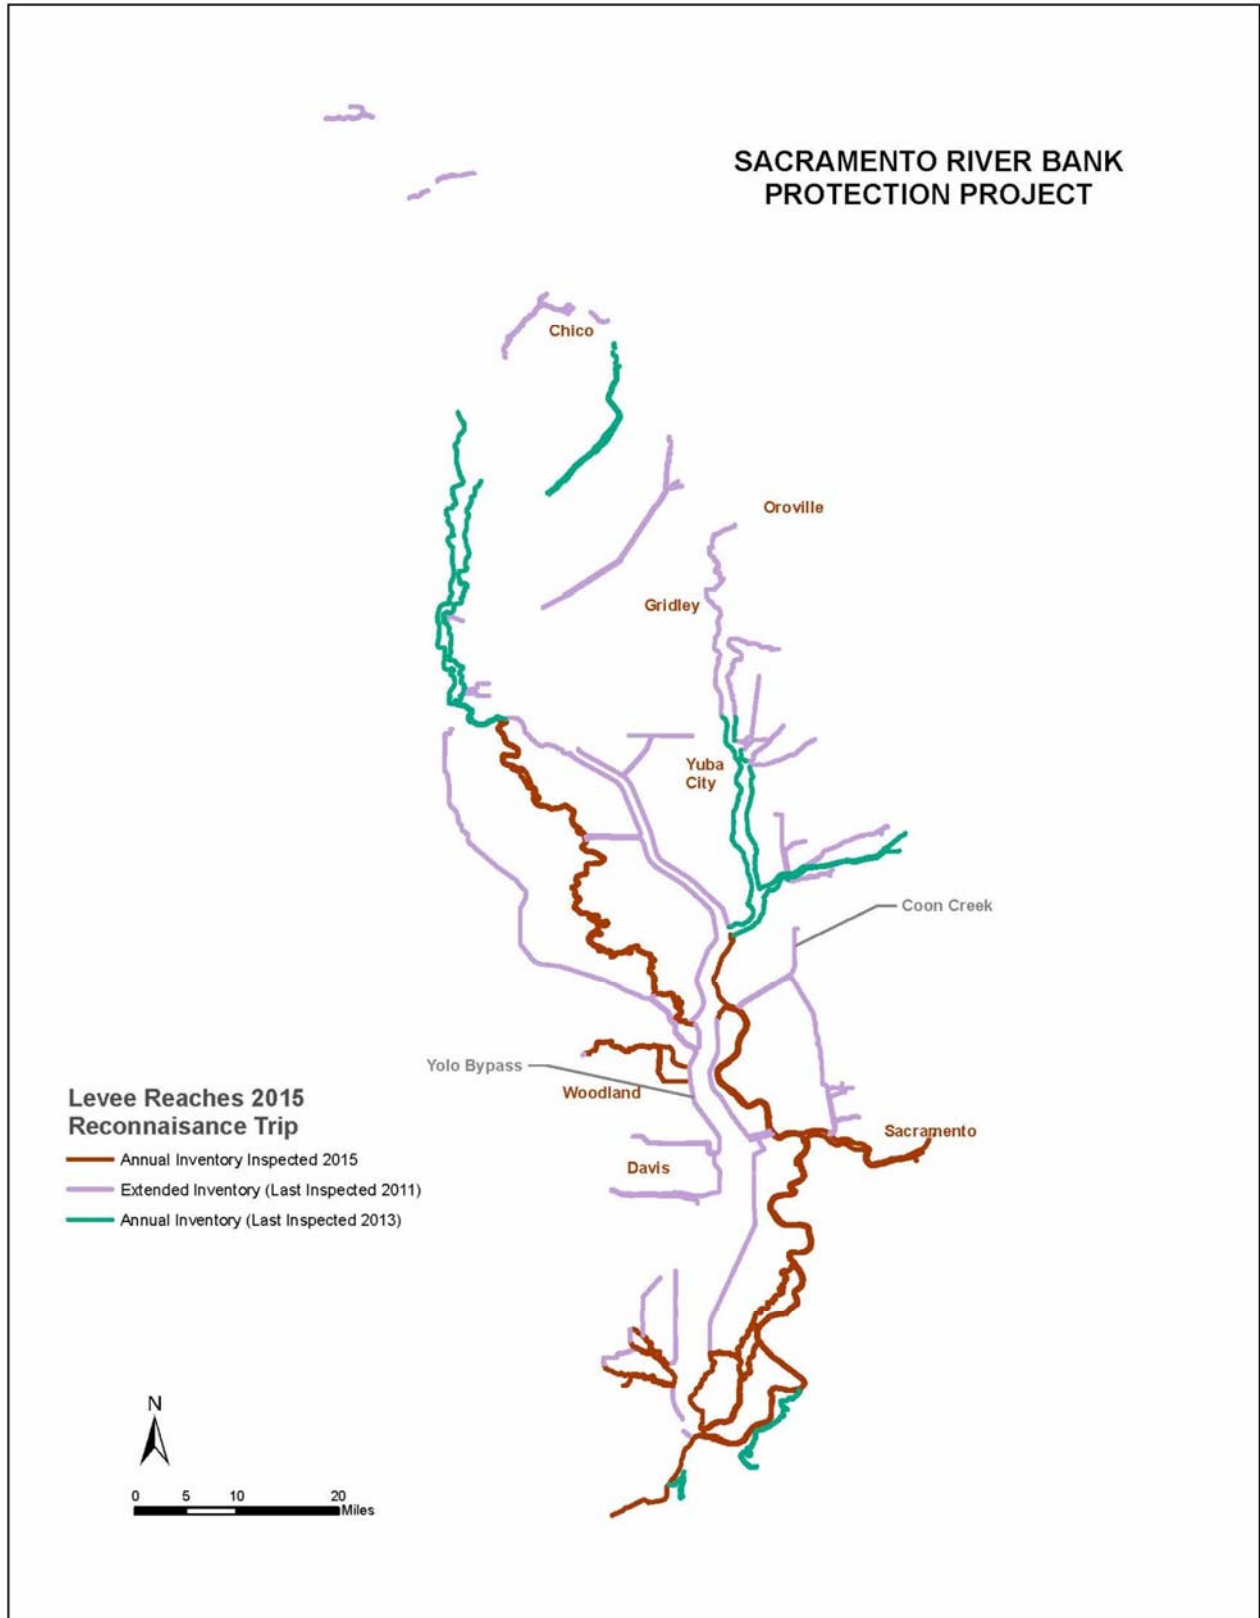 SACRAMENTO RIVER BANK
PROTECTION PROJECT
Chico
Oroville
Gridley
Yuba
City
Coon Creek
Yolo Bypass
Woodland
Sacramento
Davis
Levee Reaches 2015
Reconnaisance Trip
Annual Inventory Inspected 2015
Extended Inventory (Last Inspected 2011)
Annual Inventory (Last Inspected 2013)
N
0 5 10 20
Miles